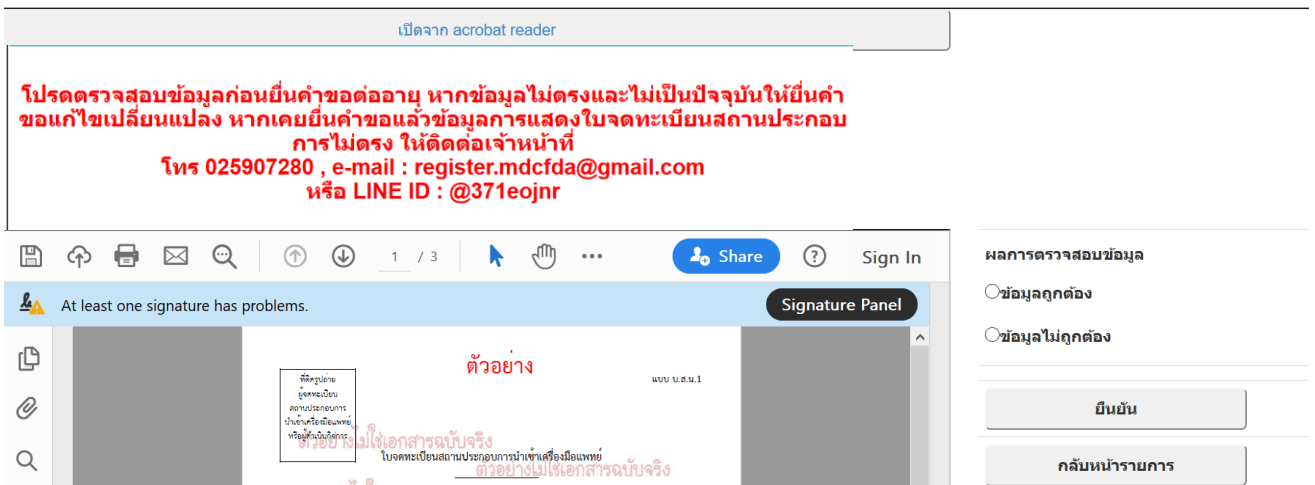 เปิดจาก acrobat reader
โปรดตรวจสอบข้อมูลก่อนยื่นคำขอต่ออายุ หากข้อมูลไม่ตรงและไม่เป็นปัจจุบันให้ยื่นคำ
ขอแก้ไขเปลี่ยนแปลง หากเคยยื่นคำขอแล้วข้อมูลการแสดงใบจดทะเบียนสถานประกอบ
การไม่ตรง ให้ติดต่อเจ้าหน้าที่
โทร 025907280 , e-mail : register.mdcfda@gmail.com
หรือ LINE ID : @371eojnr
1 / 3
Share
Sign In
At least one signature has problems.
Signature Panel
ตัวอย่าง
แบบ บ.ส.น.1
ที่ติดรูปถ่าย
ผู้จดทะเบียน
สถานประกอบการ
นำเข้าเครื่องมือแพทย์
หรือผู้ดำเนินกิจการ
ตัวอย่างไม่ใช่เอกสารฉบับจริง
ใบจดทะเบียนสถานประกอบการนำเข้าเครื่องมือแพทย์
ตัวอย่างไม่ใช่เอกสารฉบับจริง
ผลการตรวจสอบข้อมูล
ข้อมูลถูกต้อง
ข้อมูลไม่ถูกต้อง
ยืนยัน
กลับหน้ารายการ